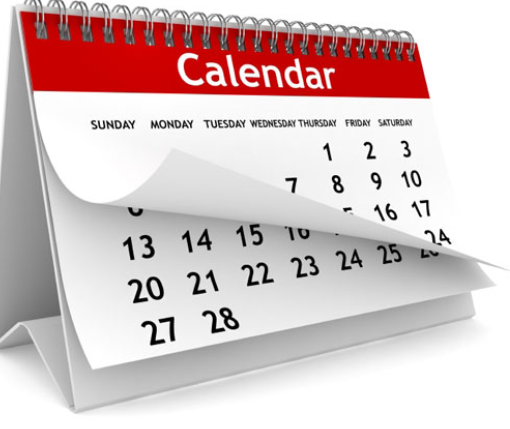 Calendar
SUNDAY MONDAY TUESDAY WEDNESDAY THURSDAY FRIDAY SATURDAY
1 2 3
7 8 9 10
16 17
13 14 15
24
20 21 22 23 24 25
27 28